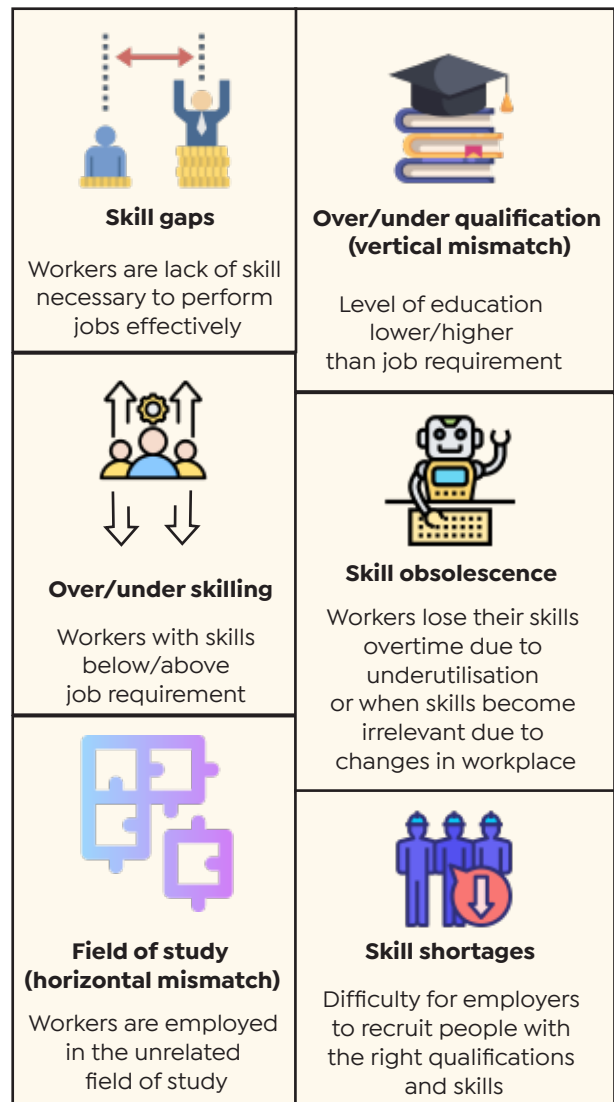 Skill gaps
Workers are lack of skill
necessary to perform
jobs effectively
Over/under qualification
(vertical mismatch)
Level of education
lower/higher
than job requirement
Over/under skilling
Workers with skills
below/above
job requirement
Skill obsolescence
Workers lose their skills
overtime due to
underutilisation
or when skills become
irrelevant due to
changes in workplace
Field of study
(horizontal mismatch)
Workers are employed
in the unrelated
field of study
Skill shortages
Difficulty for employers
to recruit people with
the right qualifications
and skills